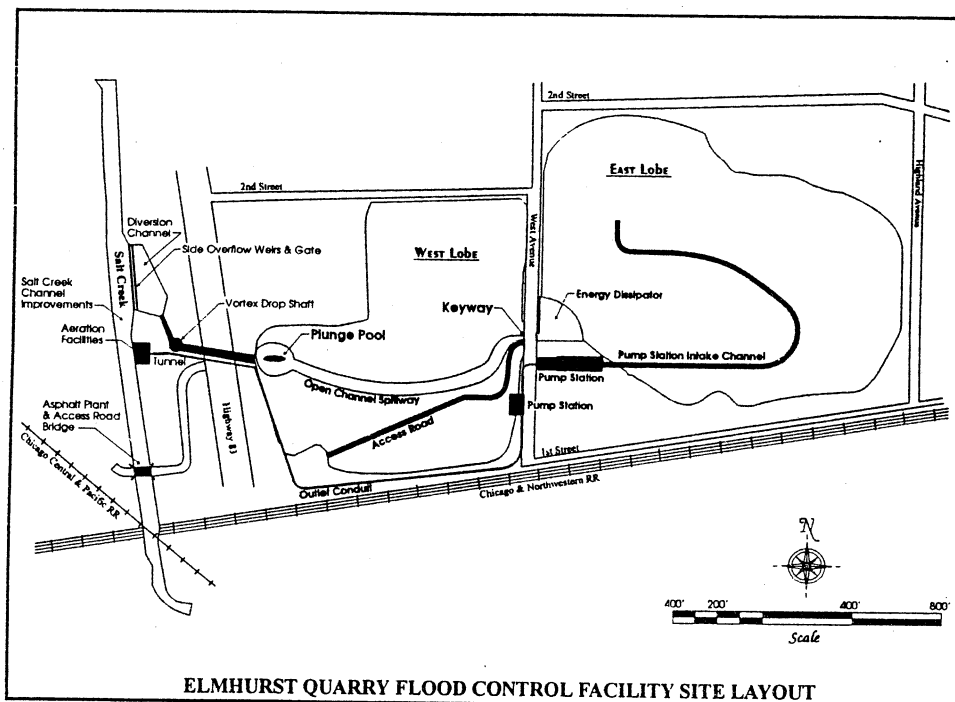 2nd Street
2nd Street
EAST LOBE
Highland Avenue
Diversion
Channel
Side Overflow Weirs & Gate
WEST LOBE
West Avenue
Salt Creek
Salt Creek
Channel
Improvements
Vortex Drop Shaft
Energy Dissipator
Keyway
Aeration
Facilities
Plunge Pool
Tunnel
Pump Station Intake Channel
Pump Station
Open Channel Spillway
Asphalt Plant
& Access Road
Bridge
Highway 83
Access Road
Pump Station
Chicago Central & Pacific RR
1st Street
Outlet Conduit
Chicago & Northwestern RR
N
400' 200' 400' 800'
Scale
ELMHURST QUARRY FLOOD CONTROL FACILITY SITE LAYOUT